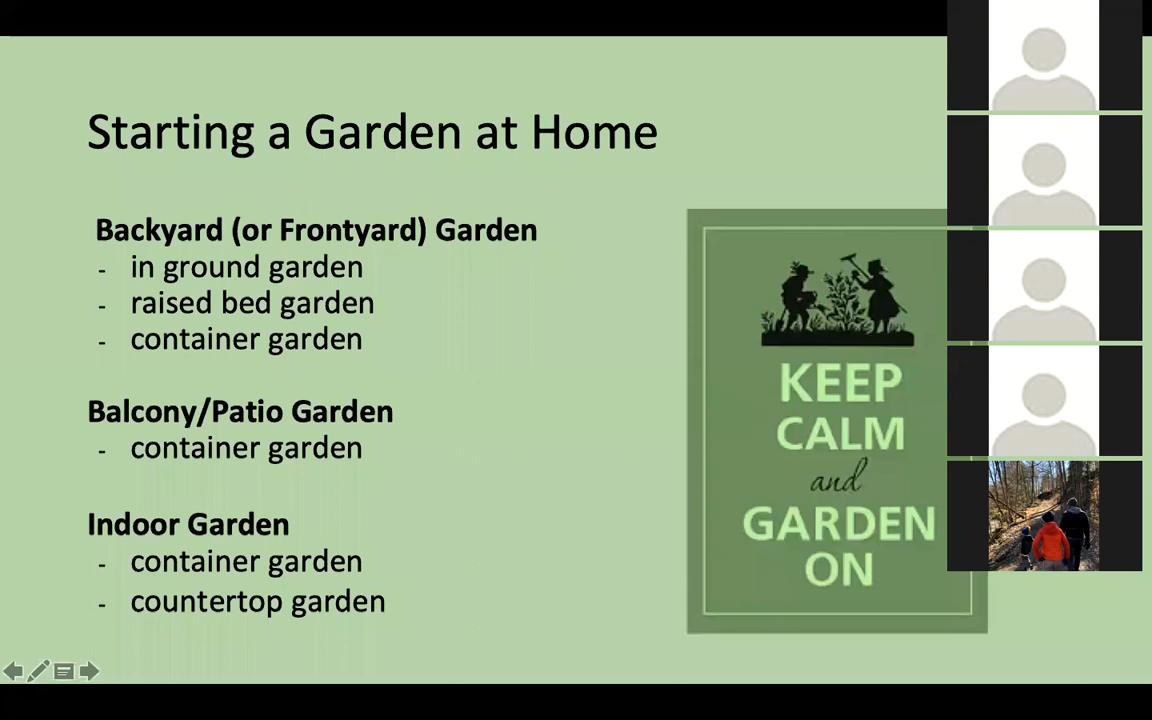 Starting a Garden at Home
Backyard (or Frontyard) Garden
- in ground garden
- raised bed garden
- container garden
Balcony/Patio Garden
- container garden
Indoor Garden
- container garden
- countertop garden
KEEP
CALM
and
GARDEN
ON